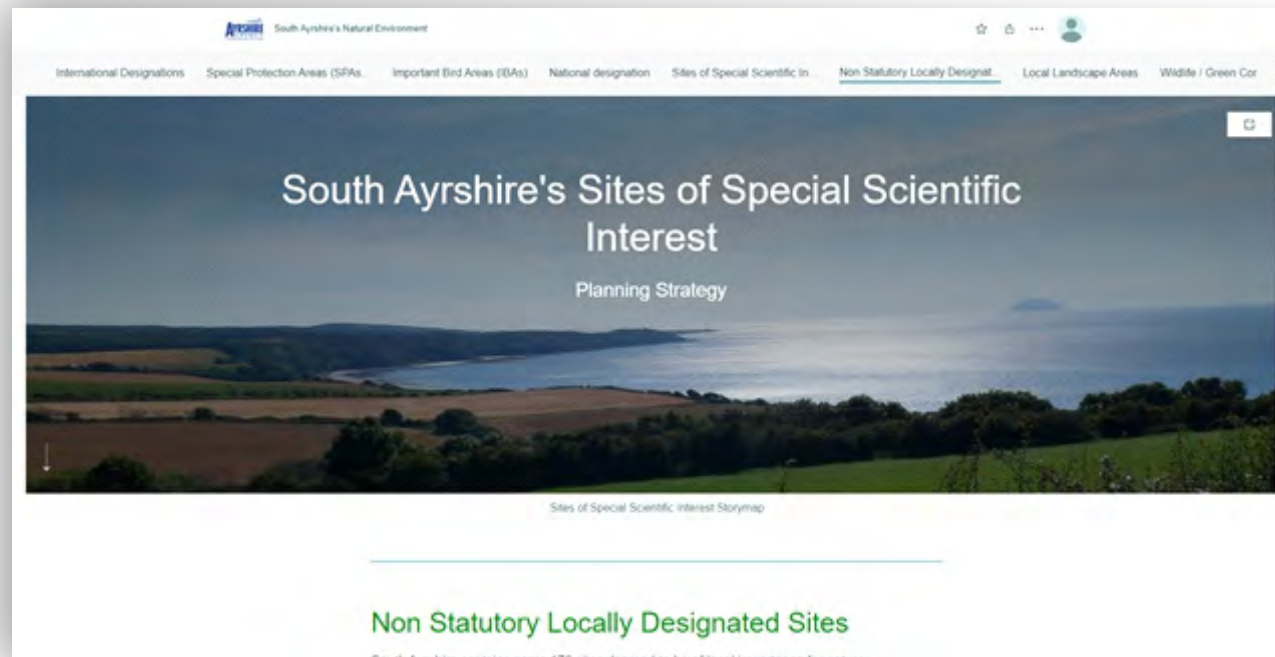 AYRSHIRE
South Ayrshire's Natural Environment
International Designations Special Protection Areas (SPAs... Important Bird Areas (IBAs) National designation Sites of Special Scientific In... Non Statutory Locally Designat... Local Landscape Areas Wildlife / Green Cor
South Ayrshire's Sites of Special Scientific
Interest
Planning Strategy
Sites of Special Scientific Interest Storymap
Non Statutory Locally Designated Sites